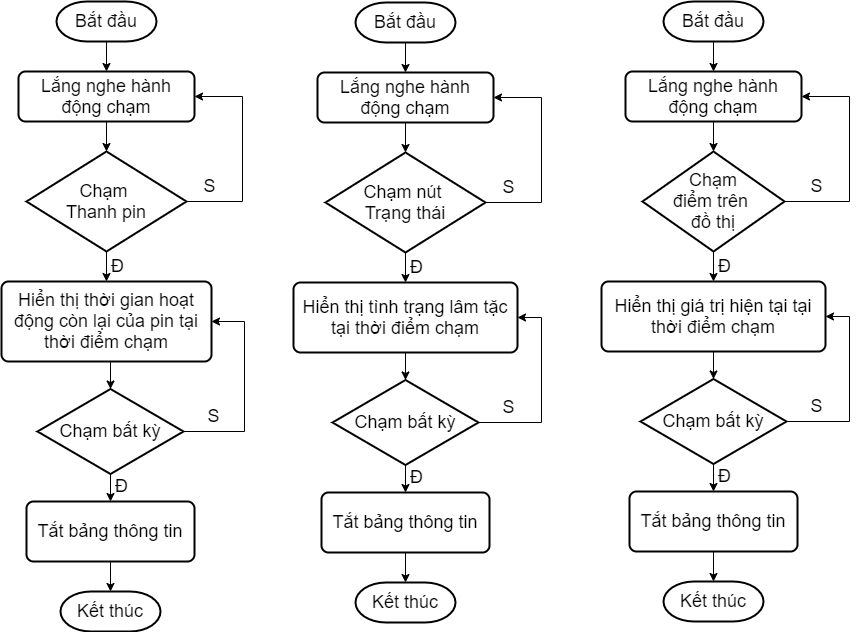 Bắt đầu
Lắng nghe hành
động chạm
Chạm
Thanh pin
S
Đ
Hiển thị thời gian hoạt
động còn lại của pin tại
thời điểm chạm
Chạm bất kỳ
S
Đ
Tắt bảng thông tin
Kết thúc
Bắt đầu
Lắng nghe hành
động chạm
Chạm nút
Trạng thái
S
Đ
Hiển thị tình trạng lâm tặc
tại thời điểm chạm
Chạm bất kỳ
S
Đ
Tắt bảng thông tin
Kết thúc
Bắt đầu
Lắng nghe hành
động chạm
Chạm
điểm trên
đồ thị
S
Đ
Hiển thị giá trị hiện tại tại
thời điểm chạm
Chạm bất kỳ
S
Đ
Tắt bảng thông tin
Kết thúc